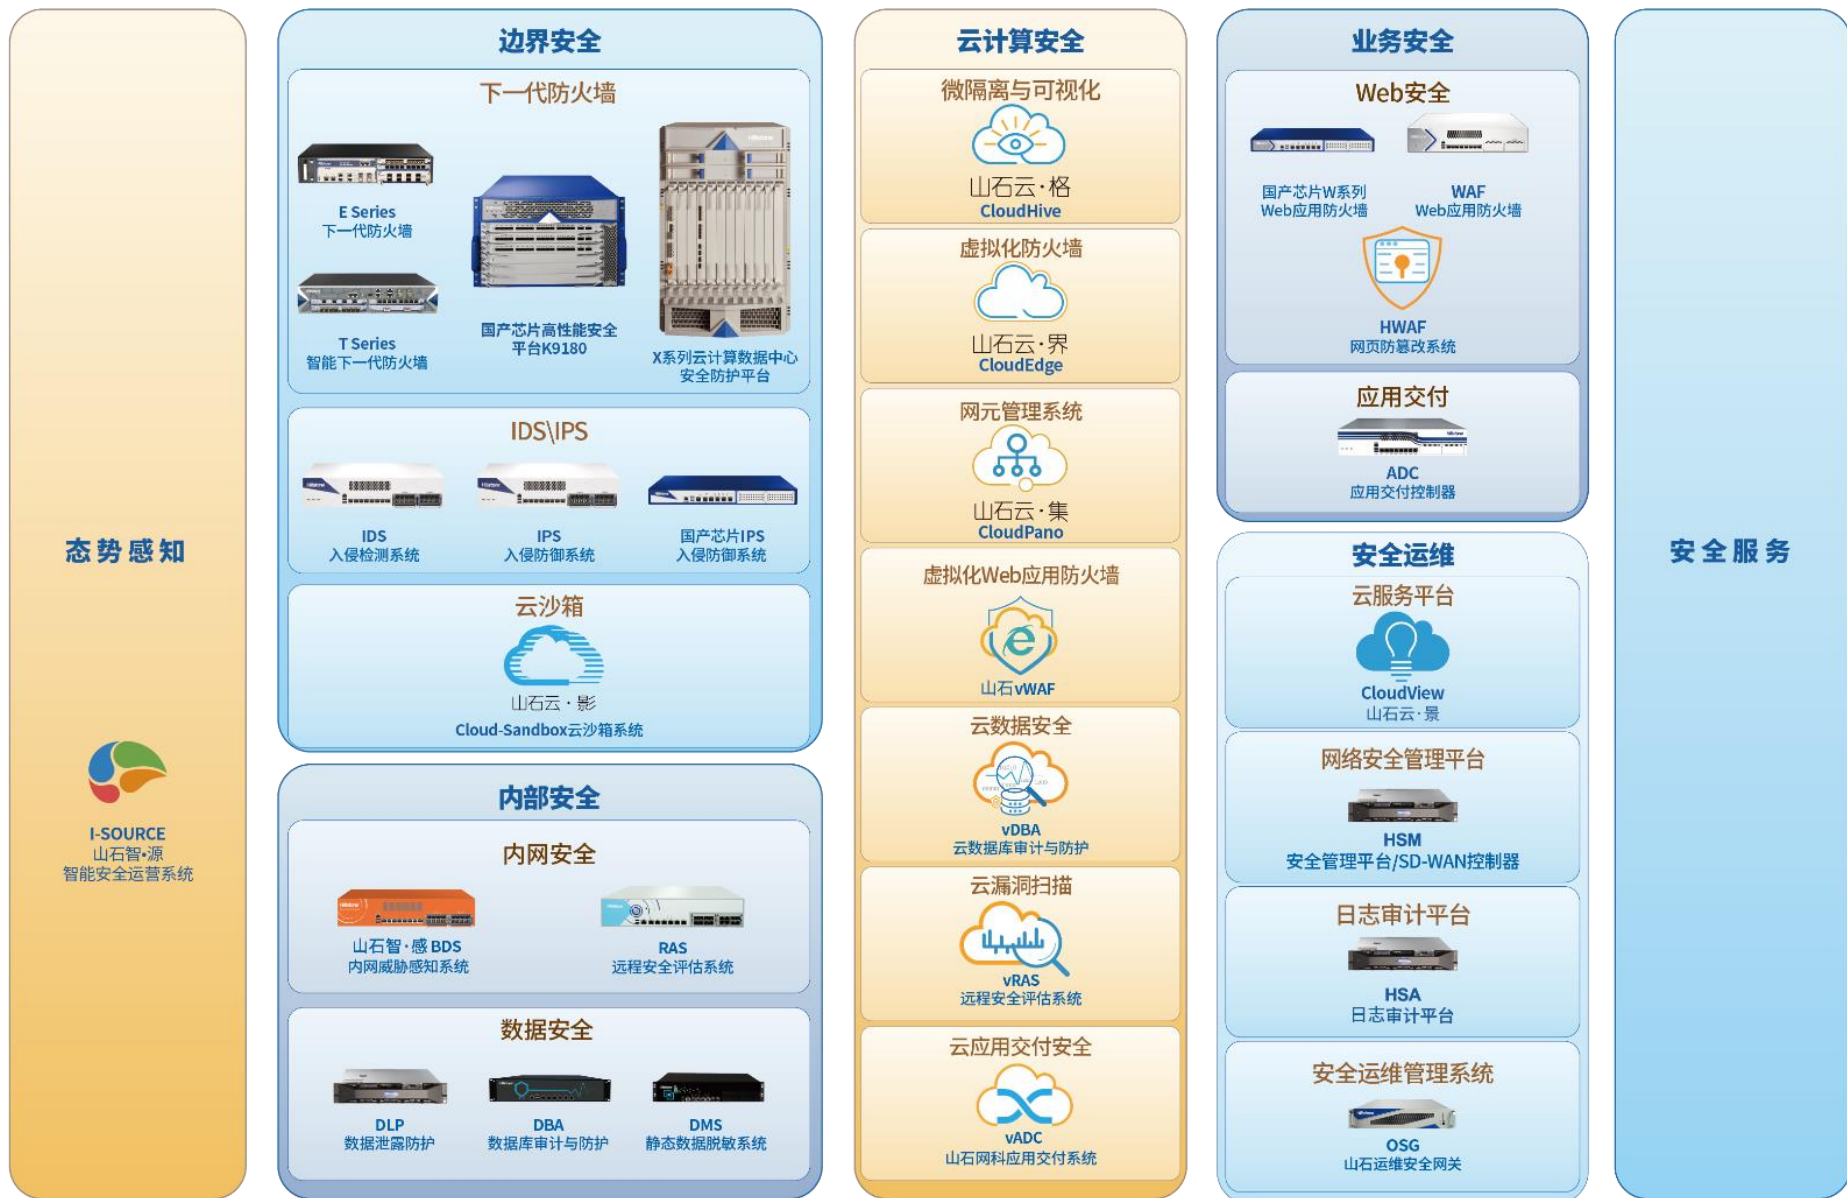 态势感知
I-SOURCE
山石智•源
智能安全运营系统
边界安全
下一代防火墙
E Series
下一代防火墙
T Series
智能下一代防火墙
国产芯片高性能安全
平台K9180
X系列云计算数据中心
安全防护平台
IDS\IPS
IDS
入侵检测系统
IPS
入侵防御系统
国产芯片IPS
入侵防御系统
云沙箱
山石云·影
Cloud-Sandbox云沙箱系统
内部安全
内网安全
山石智·感 BDS
内网威胁感知系统
RAS
远程安全评估系统
数据安全
DLP
数据泄露防护
DBA
数据库审计与防护
DMS
静态数据脱敏系统
云计算安全
微隔离与可视化
山石云·格
CloudHive
虚拟化防火墙
山石云·界
CloudEdge
网元管理系统
山石云·集
CloudPano
虚拟化Web应用防火墙
山石vWAF
云数据安全
vDBA
云数据库审计与防护
云漏洞扫描
vRAS
远程安全评估系统
云应用交付安全
vADC
山石网科应用交付系统
业务安全
Web安全
国产芯片W系列
Web应用防火墙
WAF
Web应用防火墙
HWAF
网页防篡改系统
应用交付
ADC
应用交付控制器
安全运维
云服务平台
CloudView
山石云·景
网络安全管理平台
HSM
安全管理平台/SD-WAN控制器
日志审计平台
HSA
日志审计平台
安全运维管理系统
OSG
山石运维安全网关
安全服务